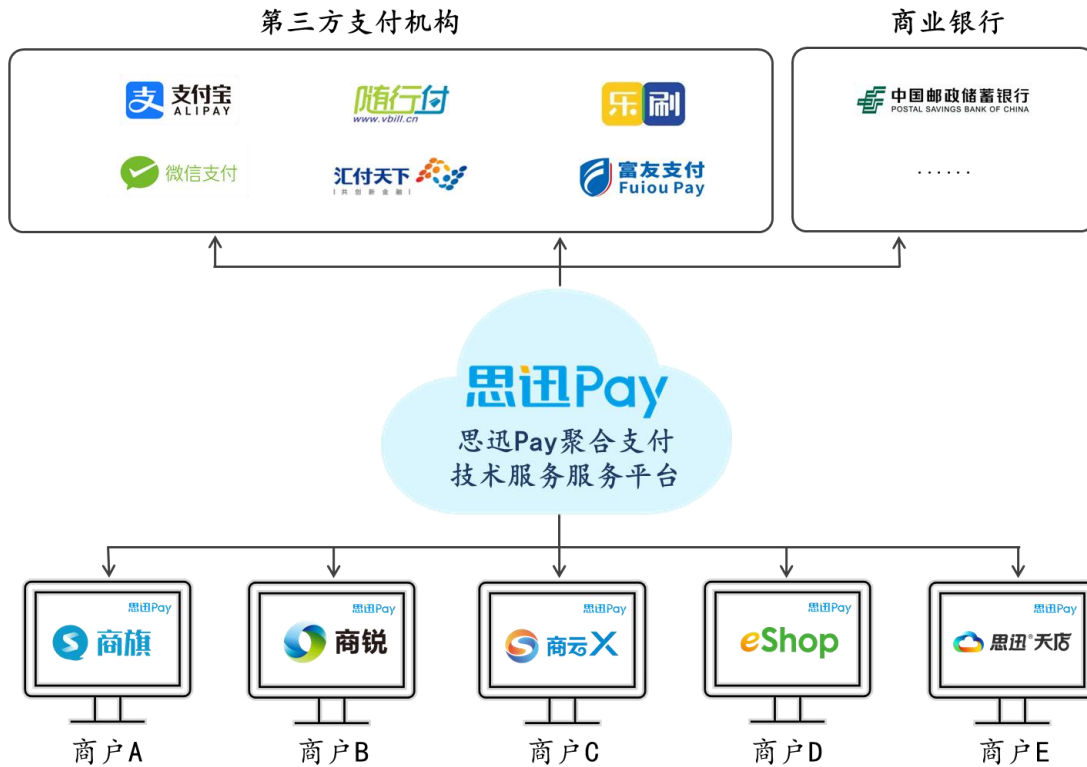 第三方支付机构
商业银行
支付宝
ALIPAY
随行付
www.vbill.cn
乐刷
中国邮政储蓄银行
POSTAL SAVINGS BANK OF CHINA
微信支付
汇付天下
共创新金融
富友支付
Fuiou Pay
......
思迅Pay
思迅Pay聚合支付
技术服务服务平台
思迅Pay
商旗
思迅Pay
商锐
思迅Pay
商云X
思迅Pay
eShop
思迅Pay
思迅®天店
商户A
商户B
商户C
商户D
商户E